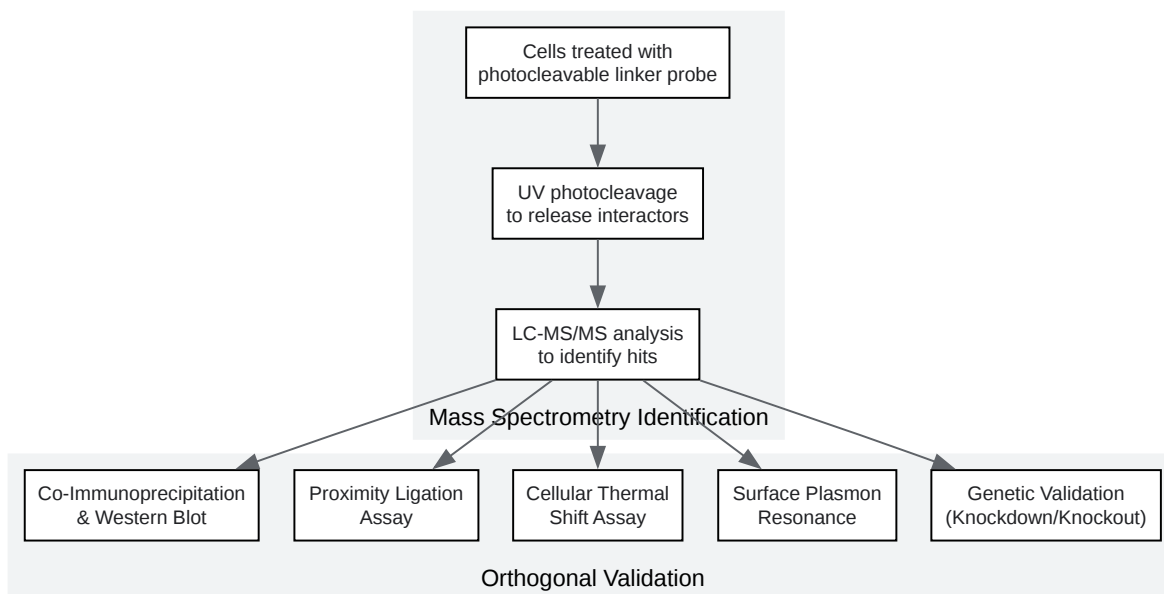 Cells treated with
photocleavable linker probe
UV photocleavage
to release interactors
LC-MS/MS analysis
to identify hits
Mass Spectrometry Identification
Co-Immunoprecipitation
& Western Blot
Proximity Ligation
Assay
Cellular Thermal
Shift Assay
Surface Plasmon
Resonance
Genetic Validation
(Knockdown/Knockout)
Orthogonal Validation